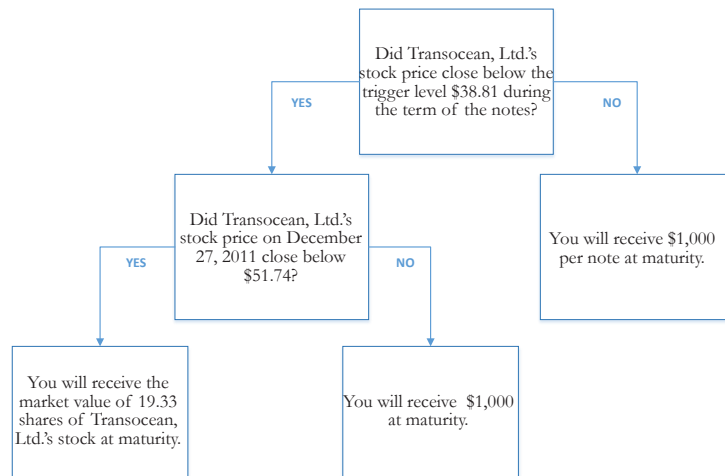 Did Transocean, Ltd.'s
stock price close below the
trigger level $38.81 during
the term of the notes?
YES
NO
Did Transocean, Ltd.'s
stock price on December
27, 2011 close below
$51.74?
You will receive $1,000
per note at maturity.
YES
NO
You will receive the
market value of 19.33
shares of Transocean,
Ltd.'s stock at maturity.
You will receive $1,000
at maturity.